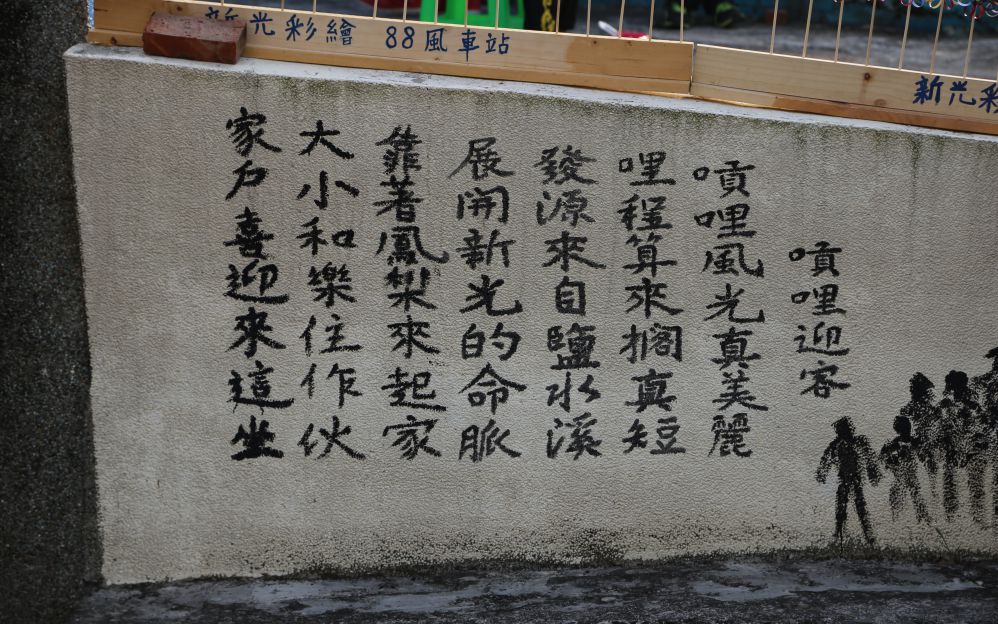 新光彩繪 88風車站
新光彩
嗊哩迎客
嗊哩風光真美麗
哩程算來擱真短
發源來自鹽水溪
展開新光的命脈
靠著鳳梨來起家
大小和樂住作伙
家戶喜迎來這坐